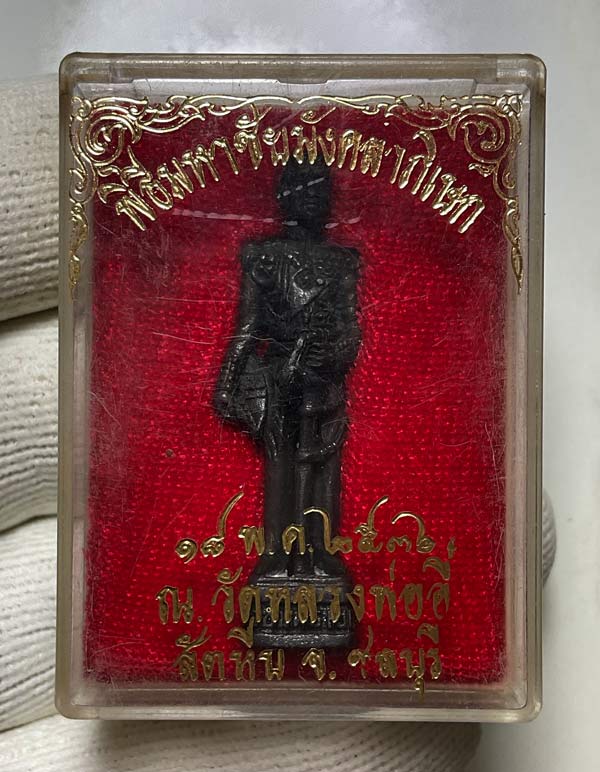 พิธีมหาชัยมังคลาภิเษก
๑๘ พ.ค.๒๕๓๖
ณ.วัดหลวงพ่ออี๋
สัตหีบ จ.ชลบุรี